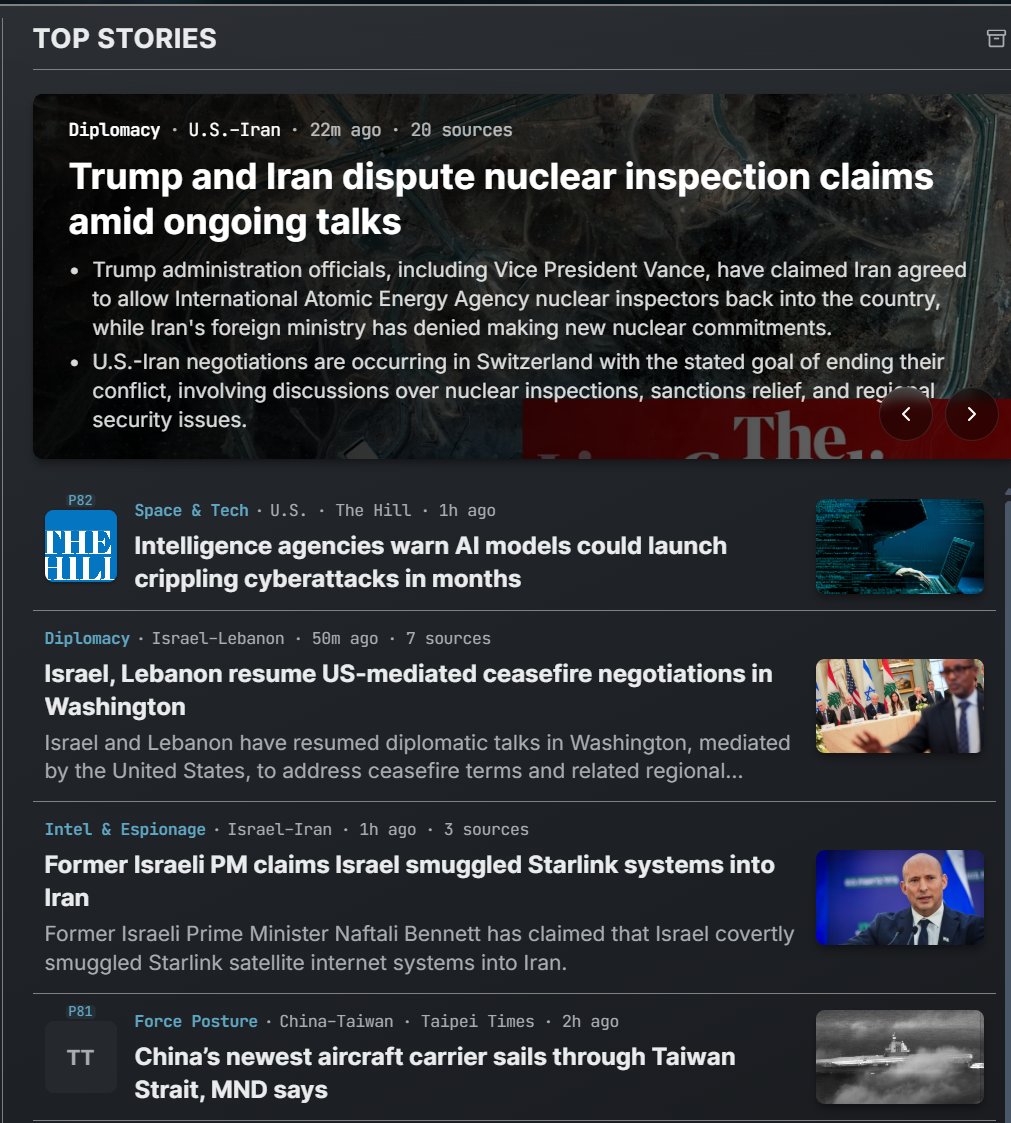 TOP STORIES
Diplomacy · U.S.-Iran · 22m ago · 20 sources
Trump and Iran dispute nuclear inspection claims
amid ongoing talks
• Trump administration officials, including Vice President Vance, have claimed Iran agreed
to allow International Atomic Energy Agency nuclear inspectors back into the country,
while Iran's foreign ministry has denied making new nuclear commitments.
• U.S.-Iran negotiations are occurring in Switzerland with the stated goal of ending their
conflict, involving discussions over nuclear inspections, sanctions relief, and regional
security issues.
The
P82
THE
HILL
Space & Tech · U.S. · The Hill · 1h ago
Intelligence agencies warn AI models could launch
crippling cyberattacks in months
Diplomacy · Israel-Lebanon · 50m ago · 7 sources
Israel, Lebanon resume US-mediated ceasefire negotiations in
Washington
Israel and Lebanon have resumed diplomatic talks in Washington, mediated
by the United States, to address ceasefire terms and related regional...
Intel & Espionage · Israel-Iran · 1h ago · 3 sources
Former Israeli PM claims Israel smuggled Starlink systems into
Iran
Former Israeli Prime Minister Naftali Bennett has claimed that Israel covertly
smuggled Starlink satellite internet systems into Iran.
P81
TT
Force Posture · China-Taiwan · Taipei Times · 2h ago
China’s newest aircraft carrier sails through Taiwan
Strait, MND says